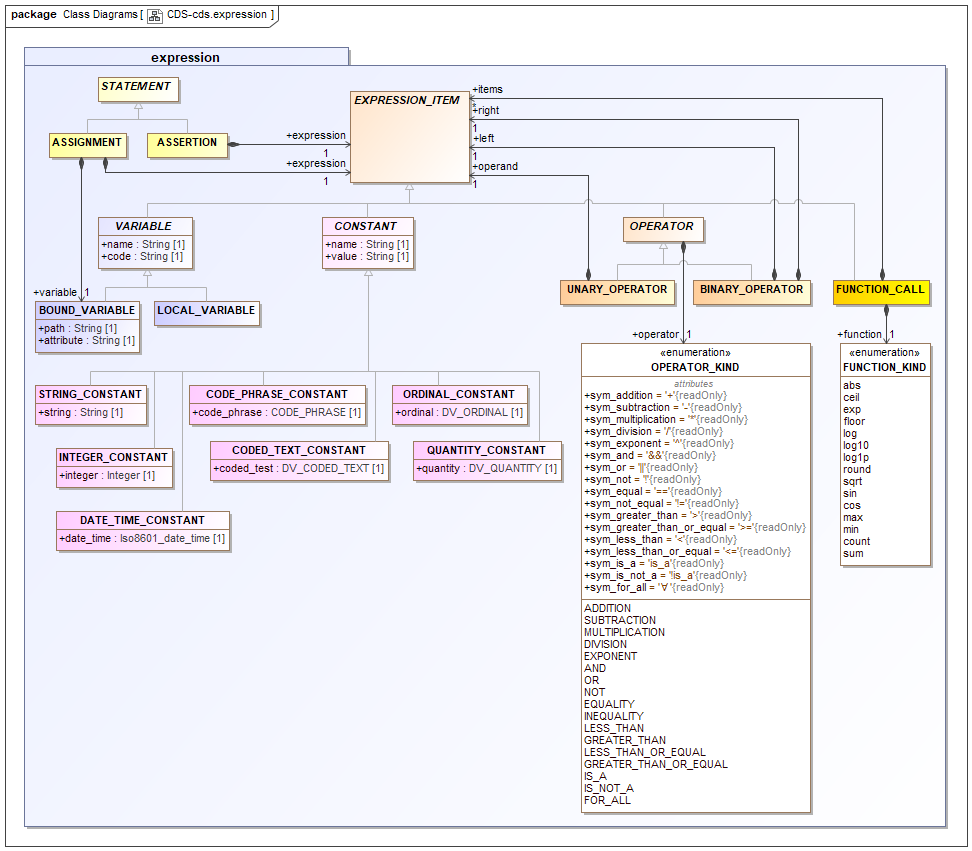 package Class Diagrams [ CDS-cds.expression ]
expression
STATEMENT
ASSIGNMENT
ASSERTION
+expression
1
+expression
1
EXPRESSION_ITEM
+items
*
+right
1
+left
1
+operand
1
VARIABLE
+name : String [1]
+code : String [1]
CONSTANT
+name : String [1]
+value : String [1]
OPERATOR
+variable 1
BOUND_VARIABLE
+path : String [1]
+attribute : String [1]
LOCAL_VARIABLE
UNARY_OPERATOR
BINARY_OPERATOR
FUNCTION_CALL
+operator 1
+function 1
STRING_CONSTANT
+string : String [1]
CODE_PHRASE_CONSTANT
+code_phrase : CODE_PHRASE [1]
ORDINAL_CONSTANT
+ordinal : DV_ORDINAL [1]
INTEGER_CONSTANT
+integer : Integer [1]
CODED_TEXT_CONSTANT
+coded_test : DV_CODED_TEXT [1]
QUANTITY_CONSTANT
+quantity : DV_QUANTITY [1]
DATE_TIME_CONSTANT
+date_time : Iso8601_date_time [1]
«enumeration»
OPERATOR_KIND
attributes
+sym_addition = '+'{readOnly}
+sym_subtraction = '-'{readOnly}
+sym_multiplication = '*'{readOnly}
+sym_division = '/'{readOnly}
+sym_exponent = '^'{readOnly}
+sym_and = '&&'{readOnly}
+sym_or = '||'{readOnly}
+sym_not = '!'{readOnly}
+sym_equal = '=='{readOnly}
+sym_not_equal = '!='{readOnly}
+sym_greater_than = '>'{readOnly}
+sym_greater_than_or_equal = '>='{readOnly}
+sym_less_than = '<'{readOnly}
+sym_less_than_or_equal = '<='{readOnly}
+sym_is_a = 'is_a'{readOnly}
+sym_is_not_a = '!is_a'{readOnly}
+sym_for_all = '∀'{readOnly}
ADDITION
SUBTRACTION
MULTIPLICATION
DIVISION
EXPONENT
AND
OR
NOT
EQUALITY
INEQUALITY
LESS_THAN
GREATER_THAN
LESS_THAN_OR_EQUAL
GREATER_THAN_OR_EQUAL
IS_A
IS_NOT_A
FOR_ALL
«enumeration»
FUNCTION_KIND
abs
ceil
exp
floor
log
log10
log1p
round
sqrt
sin
cos
max
min
count
sum